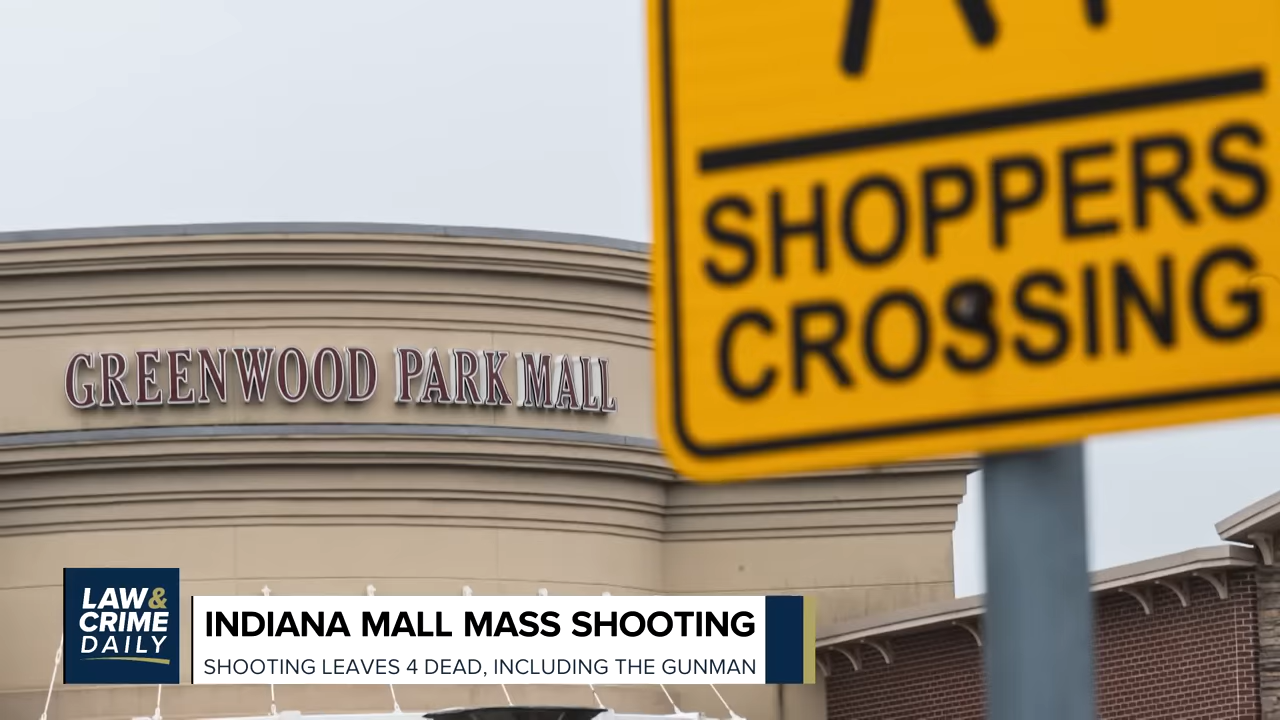 SHOPPERS
CROSSING
GREENWOOD PARK MALL
LAW&
CRIME
DAILY
INDIANA MALL MASS SHOOTING
SHOOTING LEAVES 4 DEAD, INCLUDING THE GUNMAN